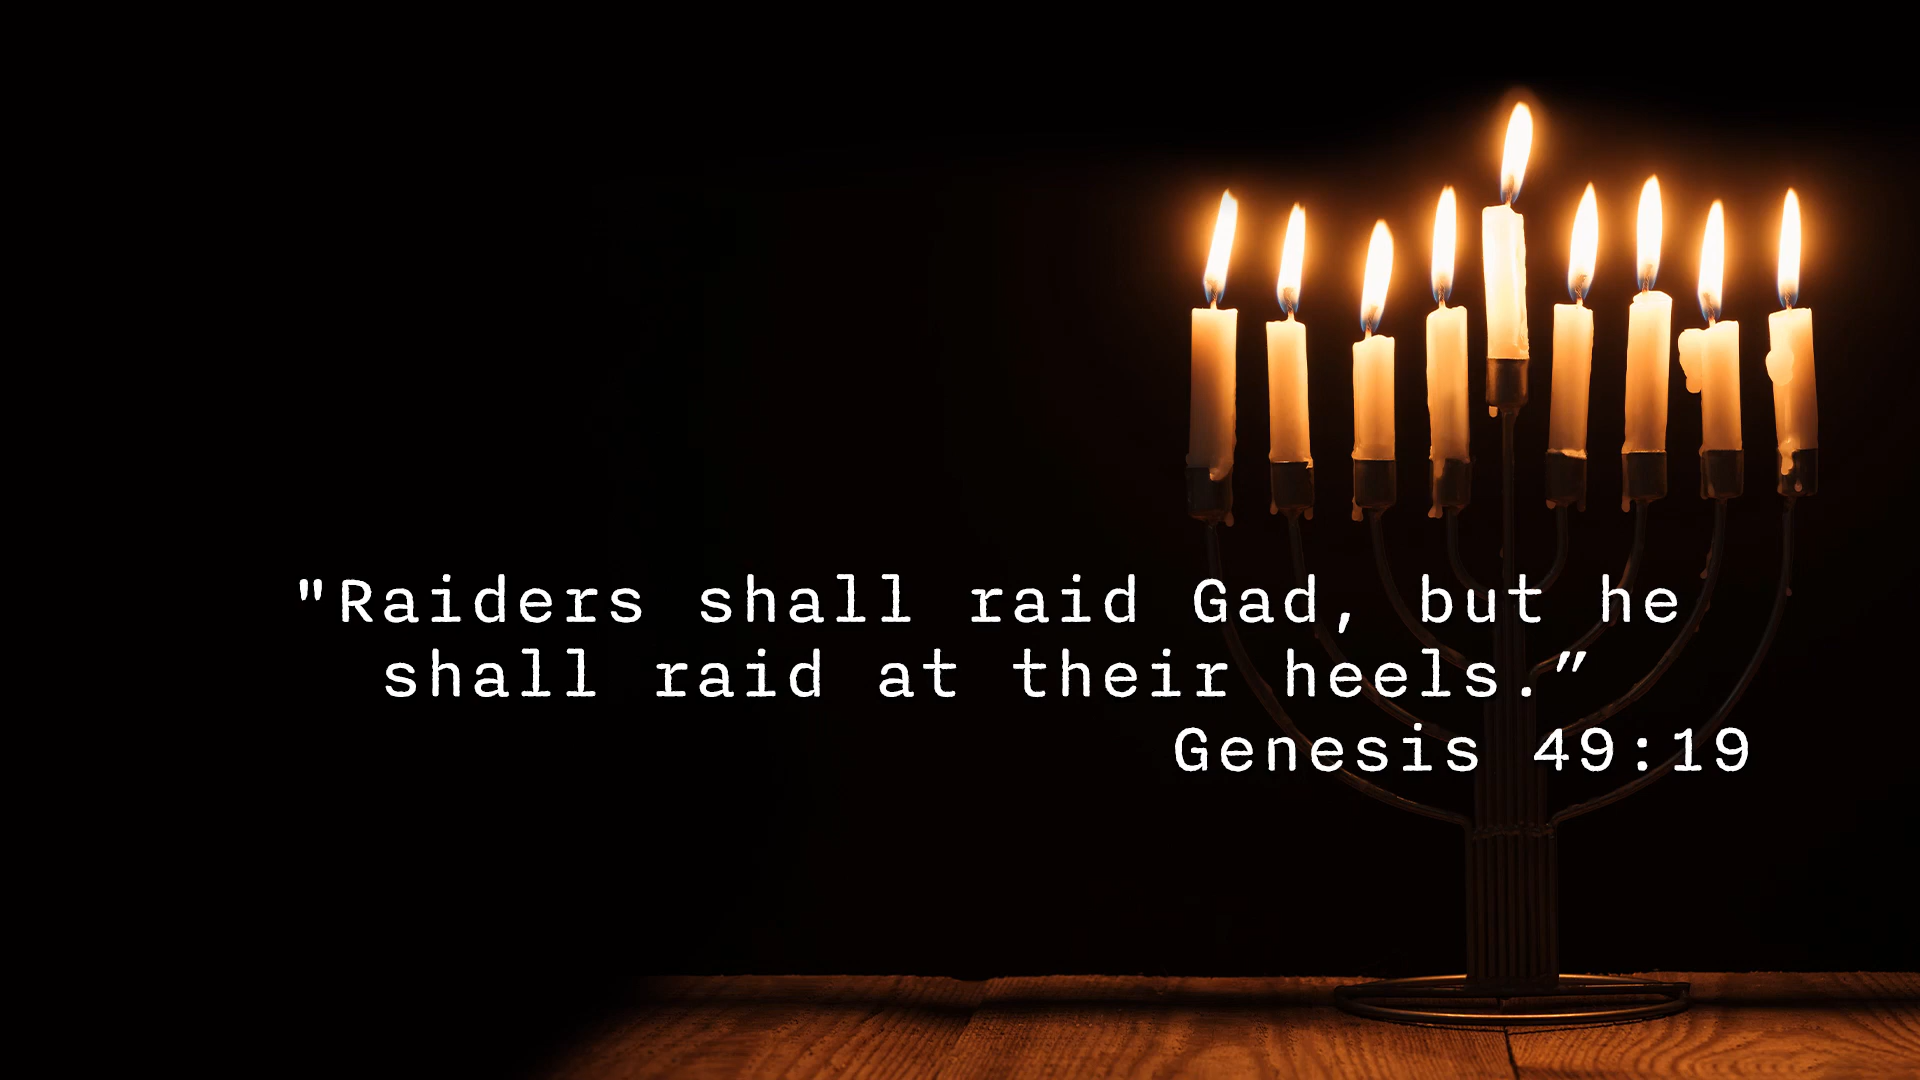 "Raiders shall raid Gad, but he
shall raid at their heels.”
Genesis 49:19